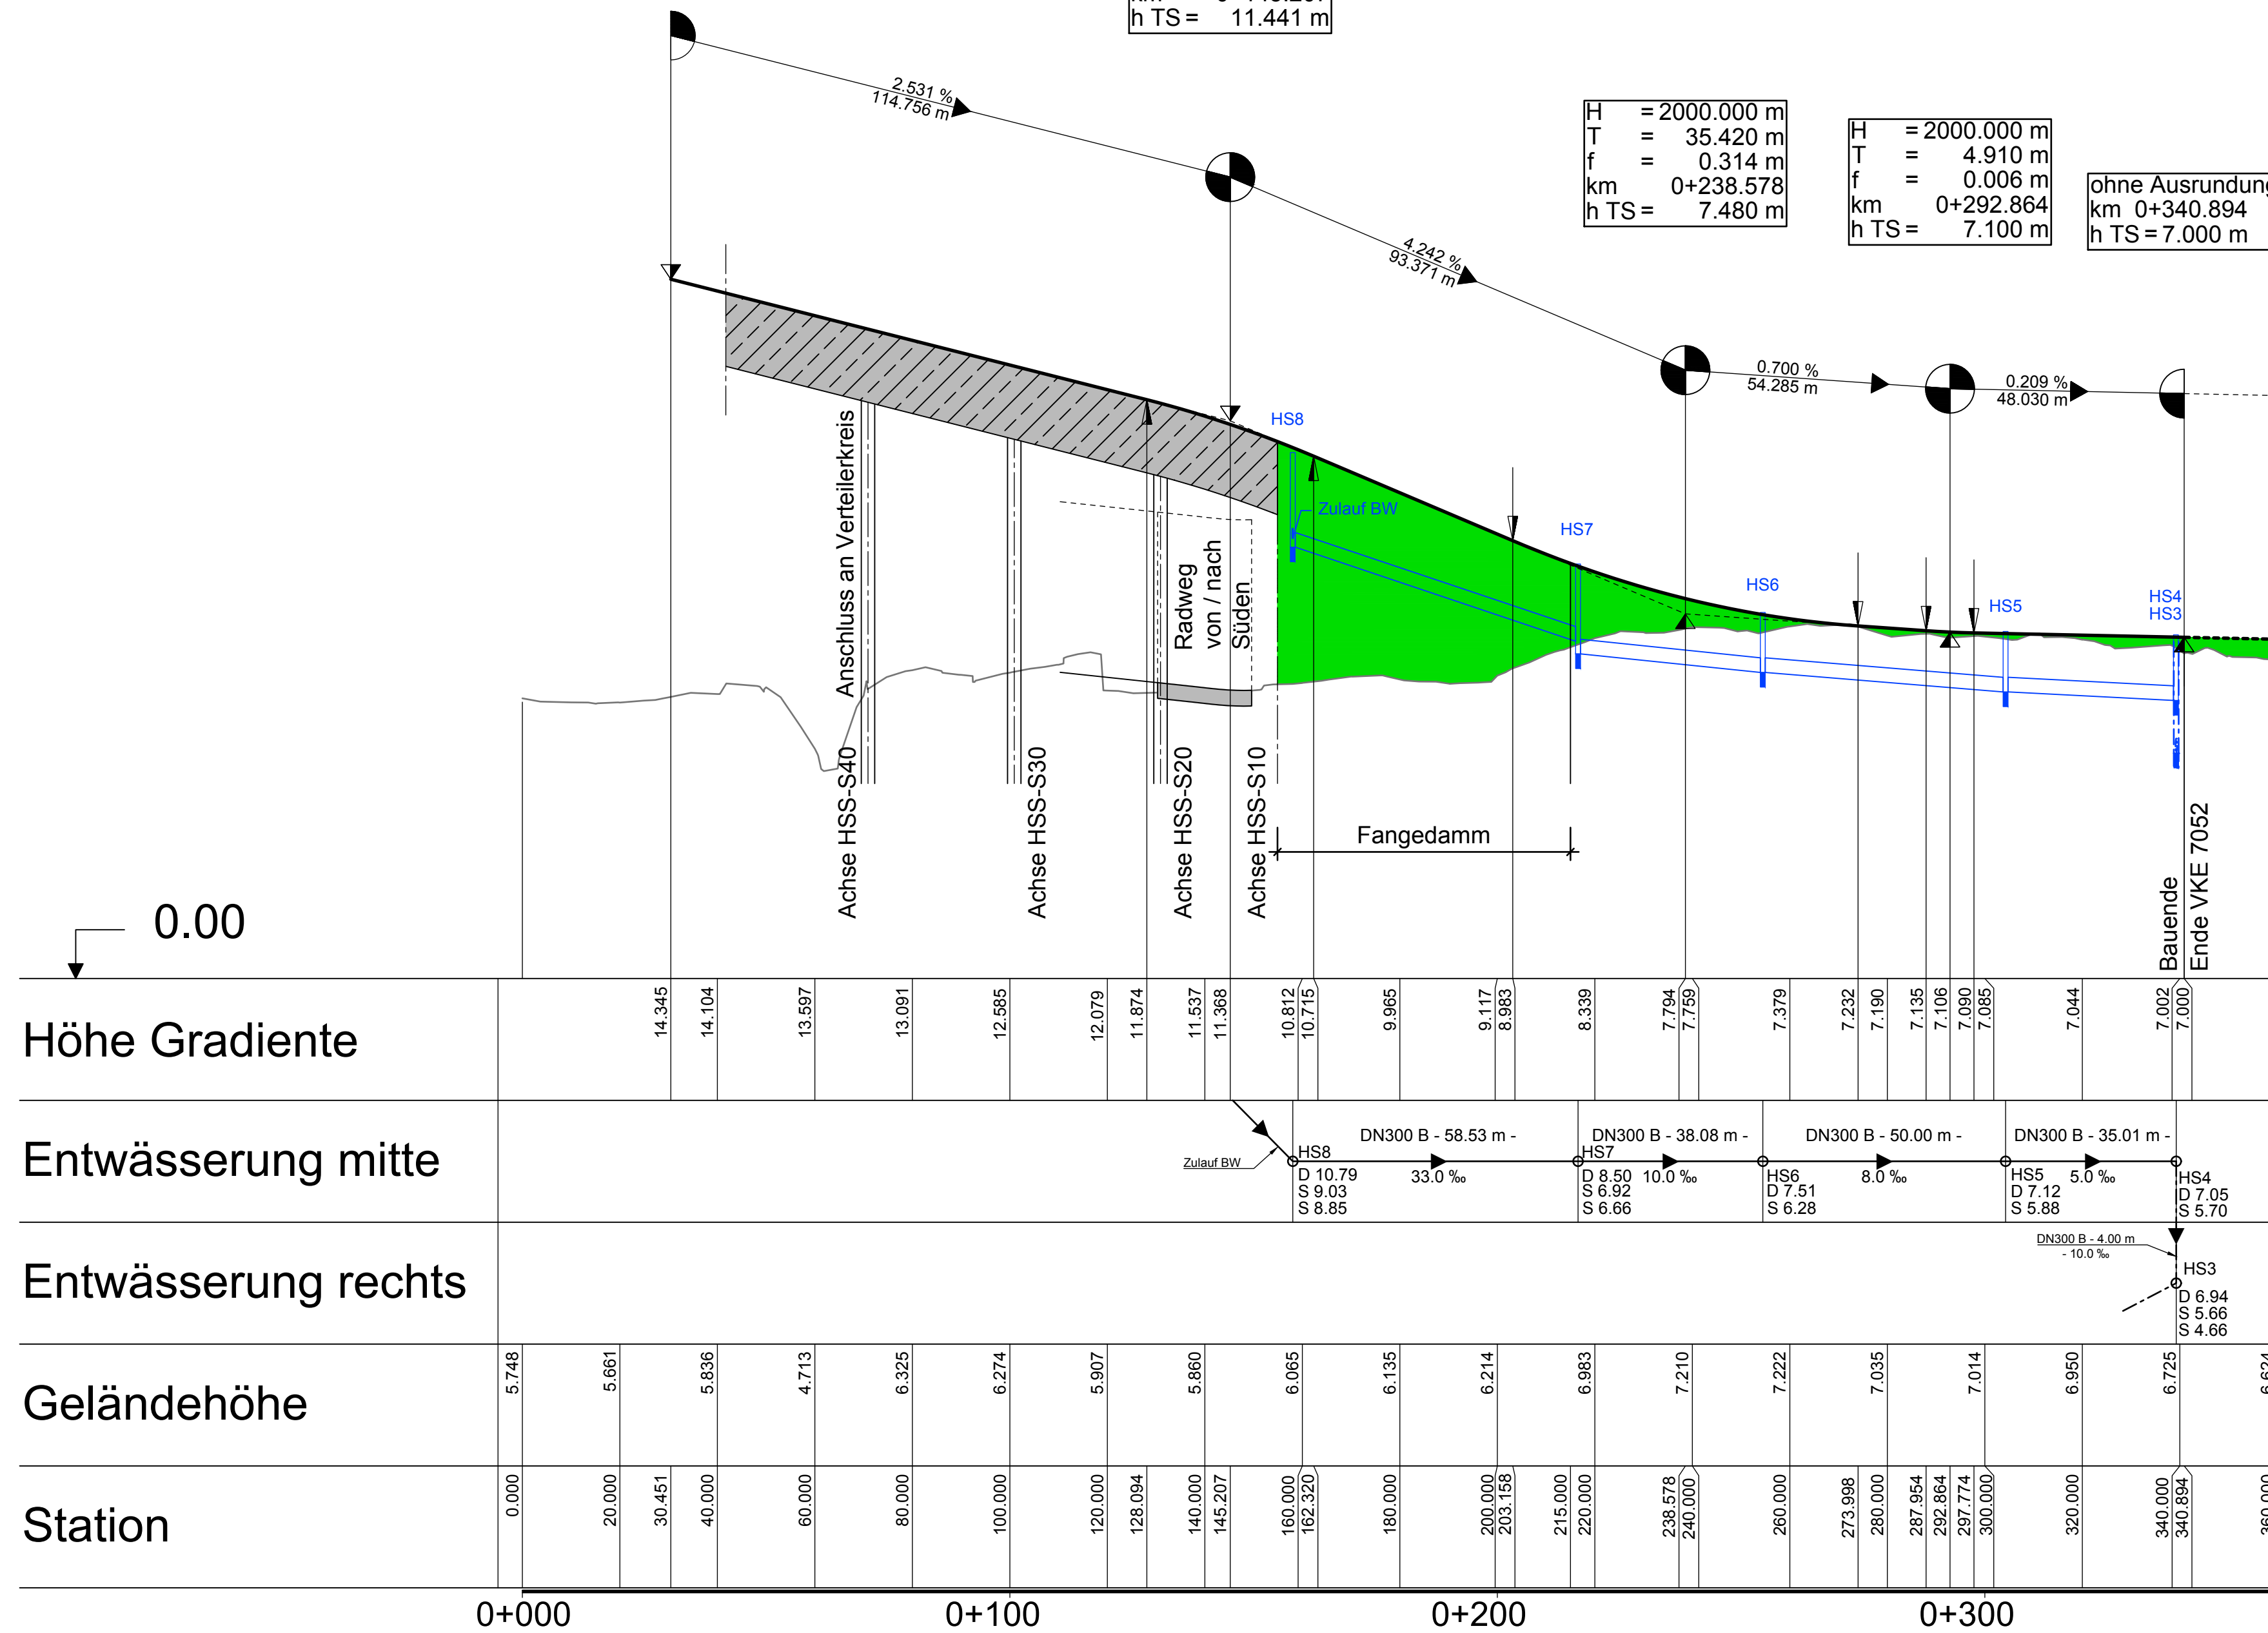 h TS = 11.441 m
2.531 %
114.756 m
H = 2000.000 m
T = 35.420 m
f = 0.314 m
km 0+238.578
h TS = 7.480 m
H = 2000.000 m
T = 4.910 m
f = 0.006 m
km 0+292.864
h TS = 7.100 m
ohne Ausrundung
km 0+340.894
h TS = 7.000 m
4.242 %
93.371 m
0.700 %
54.285 m
0.209 %
48.030 m
HS8
Zulauf BW
HS7
HS6
HS5
HS4
HS3
Anschluss an Verteilerkreis
Radweg
von / nach
Süden
Achse HSS-S40
Achse HSS-S30
Achse HSS-S20
Achse HSS-S10
Fangedamm
Bauende
Ende VKE 7052
0.00
Höhe Gradiente
14.345
14.104
13.597
13.091
12.585
12.079
11.874
11.537
11.368
10.812
10.715
9.965
9.117
8.983
8.339
7.794
7.759
7.379
7.232
7.190
7.135
7.106
7.090
7.085
7.044
7.002
7.000
Entwässerung mitte
Zulauf BW
HS8
D 10.79
S 9.03
S 8.85
DN300 B - 58.53 m -
33.0 ‰
HS7
D 8.50
S 6.92
S 6.66
DN300 B - 38.08 m -
10.0 ‰
HS6
D 7.51
S 6.28
DN300 B - 50.00 m -
8.0 ‰
HS5
D 7.12
S 5.88
DN300 B - 35.01 m -
5.0 ‰
HS4
D 7.05
S 5.70
Entwässerung rechts
DN300 B - 4.00 m
- 10.0 ‰
HS3
D 6.94
S 5.66
S 4.66
Geländehöhe
5.748
5.661
5.836
4.713
6.325
6.274
5.907
5.860
6.065
6.135
6.214
6.983
7.210
7.222
7.035
7.014
6.950
6.725
Station
0.000
20.000
30.451
40.000
60.000
80.000
100.000
120.000
128.094
140.000
145.207
160.000
162.320
180.000
200.000
203.158
215.000
220.000
238.578
240.000
260.000
273.998
280.000
287.954
292.864
297.774
300.000
320.000
340.000
340.894
360.000
0+000
0+100
0+200
0+300